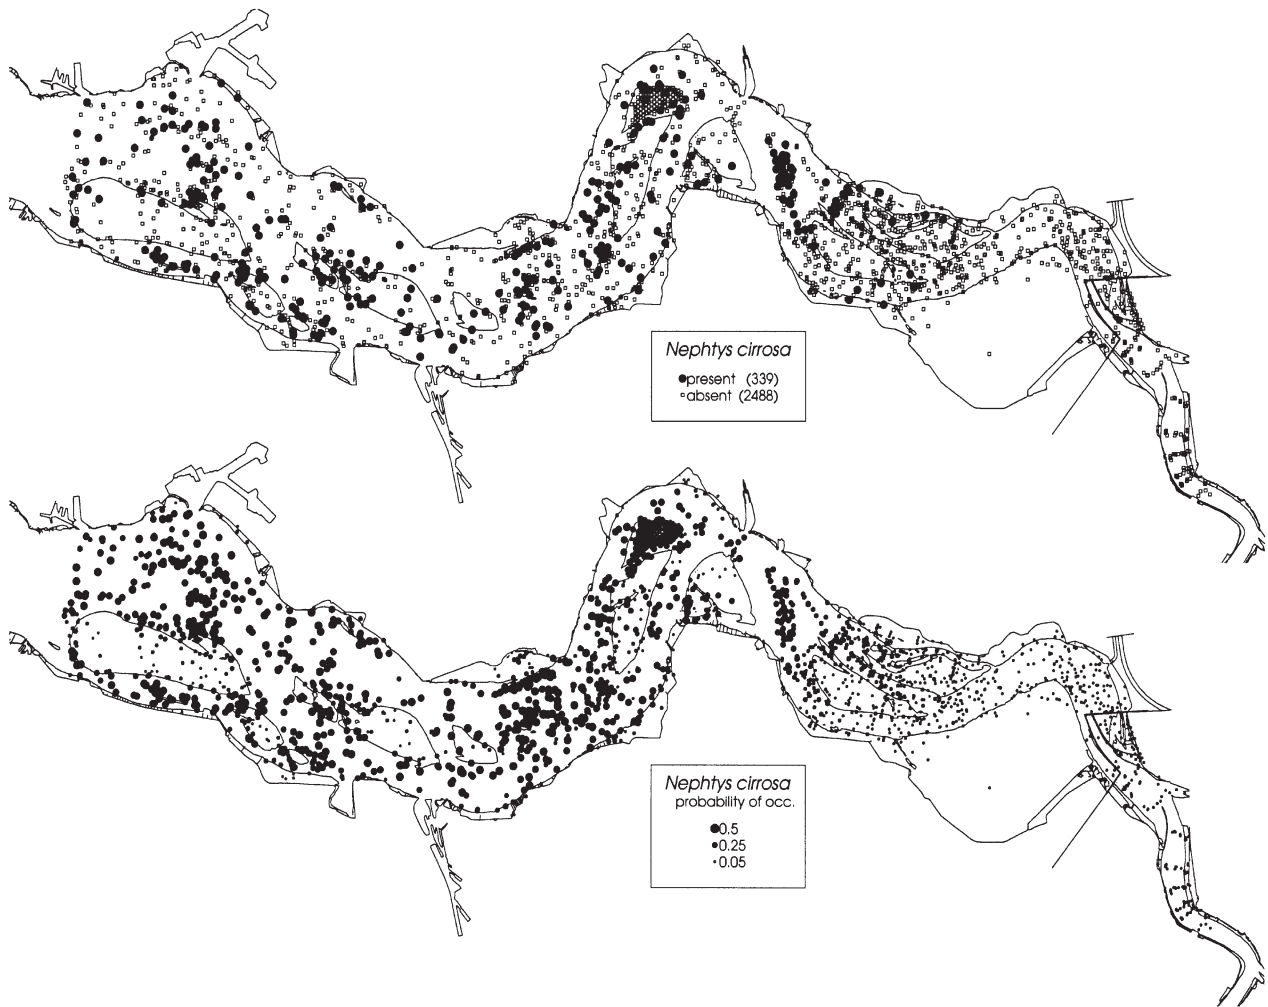 Nephtys cirrosa
present (339)
absent (2488)
Nephtys cirrosa
probability of occ.
0.5
0.25
0.05